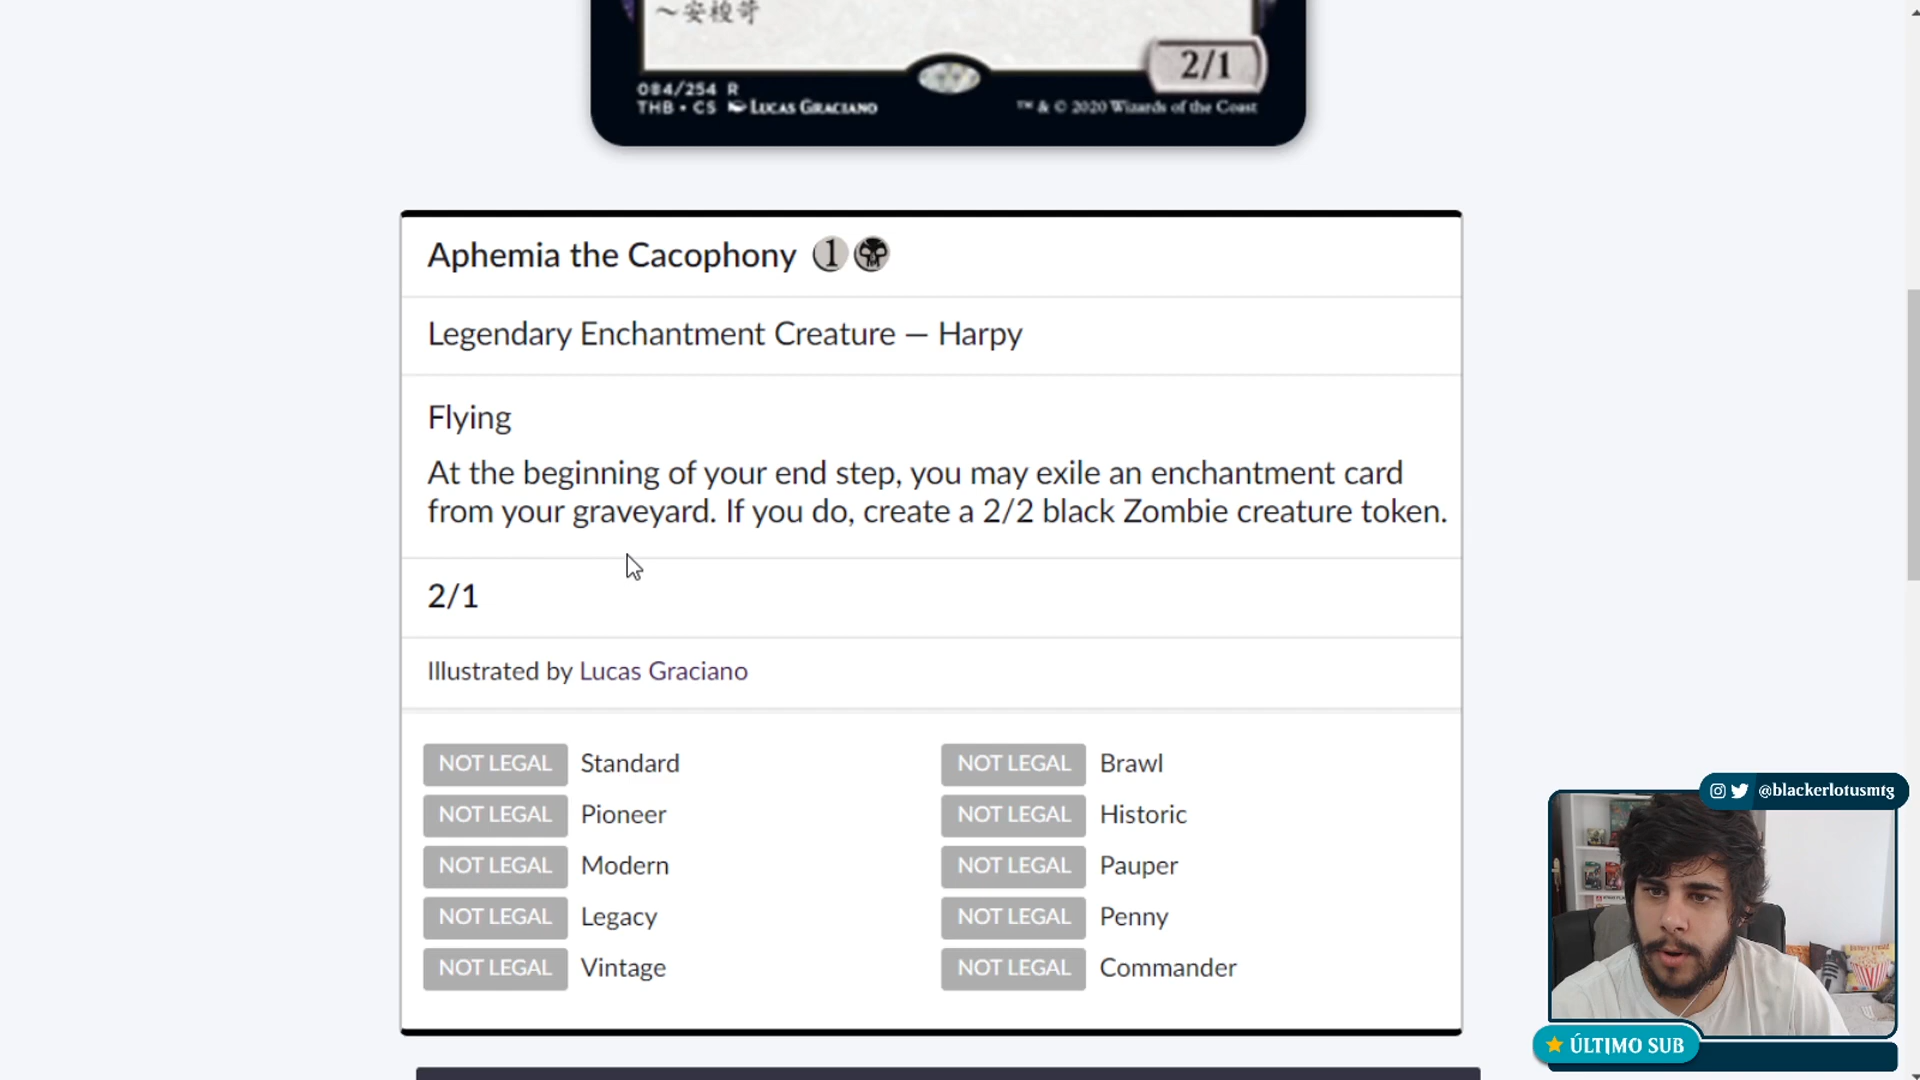 ～安梭哥
2/1
084/254 R
THB • CS LUCAS GRACIANO
™ & © 2020 Wizards of the Coast
Aphemia the Cacophony 1
Legendary Enchantment Creature — Harpy
Flying
At the beginning of your end step, you may exile an enchantment card
from your graveyard. If you do, create a 2/2 black Zombie creature token.
2/1
Illustrated by Lucas Graciano
NOT LEGAL Standard
NOT LEGAL Brawl
NOT LEGAL Pioneer
NOT LEGAL Historic
NOT LEGAL Modern
NOT LEGAL Pauper
NOT LEGAL Legacy
NOT LEGAL Penny
NOT LEGAL Vintage
NOT LEGAL Commander
@blackerlotusmtg
ÚLTIMO SUB